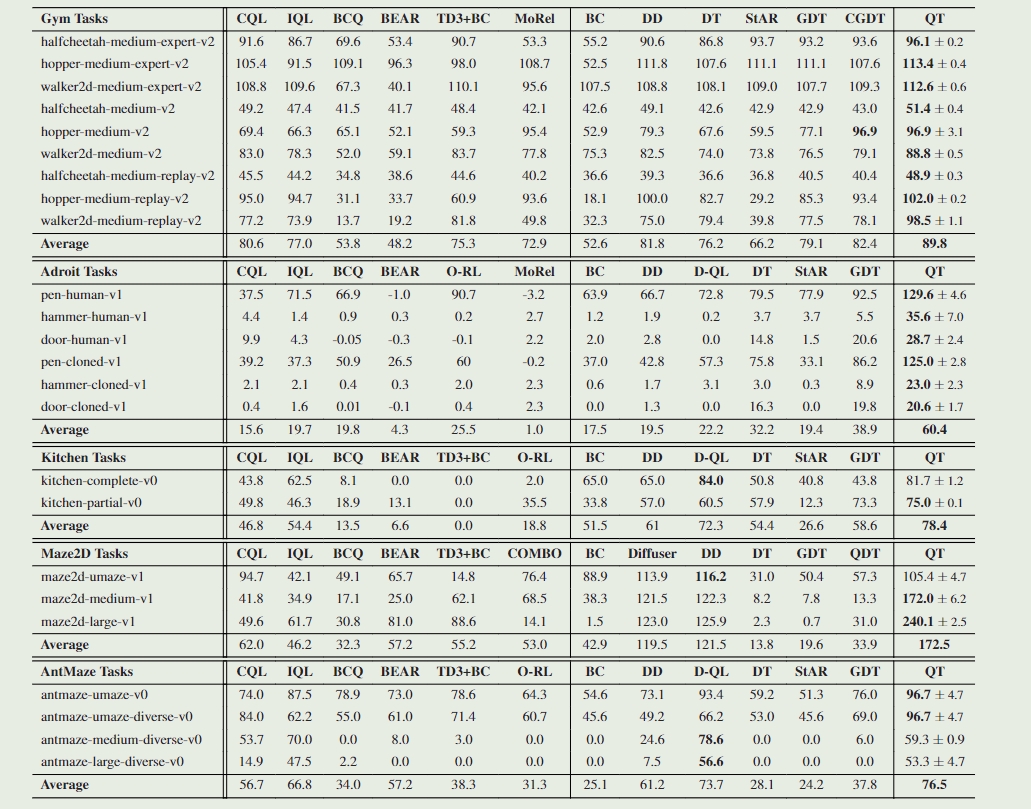 Gym Tasks CQL IQL BCQ BEAR TD3+BC MoRel BC DD DT StAR GDT CGDT QT
halfcheetah-medium-expert-v2 91.6 86.7 69.6 53.4 90.7 53.3 55.2 90.6 86.8 93.7 93.2 93.6 96.1 ± 0.2
hopper-medium-expert-v2 105.4 91.5 109.1 96.3 98.0 108.7 52.5 111.8 107.6 111.1 111.1 107.6 113.4 ± 0.4
walker2d-medium-expert-v2 108.8 109.6 67.3 40.1 110.1 95.6 107.5 108.8 108.1 109.0 107.7 109.3 112.6 ± 0.6
halfcheetah-medium-v2 49.2 47.4 41.5 41.7 48.4 42.1 42.6 49.1 42.6 42.9 42.9 43.0 51.4 ± 0.4
hopper-medium-v2 69.4 66.3 65.1 52.1 59.3 95.4 52.9 79.3 67.6 59.5 77.1 96.9 96.9 ± 3.1
walker2d-medium-v2 83.0 78.3 52.0 59.1 83.7 77.8 75.3 82.5 74.0 73.8 76.5 79.1 88.8 ± 0.5
halfcheetah-medium-replay-v2 45.5 44.2 34.8 38.6 44.6 40.2 36.6 39.3 36.6 36.8 40.5 40.4 48.9 ± 0.3
hopper-medium-replay-v2 95.0 94.7 31.1 33.7 60.9 93.6 18.1 100.0 82.7 29.2 85.3 93.4 102.0 ± 0.2
walker2d-medium-replay-v2 77.2 73.9 13.7 19.2 81.8 49.8 32.3 75.0 79.4 39.8 77.5 78.1 98.5 ± 1.1
Average 80.6 77.0 53.8 48.2 75.3 72.9 52.6 81.8 76.2 66.2 79.1 82.4 89.8
Adroit Tasks CQL IQL BCQ BEAR O-RL MoRel BC DD D-QL DT StAR GDT QT
pen-human-v1 37.5 71.5 66.9 -1.0 90.7 -3.2 63.9 66.7 72.8 79.5 77.9 92.5 129.6 ± 4.6
hammer-human-v1 4.4 1.4 0.9 0.3 0.2 2.7 1.2 1.9 0.2 3.7 3.7 5.5 35.6 ± 7.0
door-human-v1 9.9 4.3 -0.05 -0.3 -0.1 2.2 2.0 2.8 0.0 14.8 1.5 20.6 28.7 ± 2.4
pen-cloned-v1 39.2 37.3 50.9 26.5 60 -0.2 37.0 42.8 57.3 75.8 33.1 86.2 125.0 ± 2.8
hammer-cloned-v1 2.1 2.1 0.4 0.3 2.0 2.3 0.6 1.7 3.1 3.0 0.3 8.9 23.0 ± 2.3
door-cloned-v1 0.4 1.6 0.01 -0.1 0.4 2.3 0.0 1.3 0.0 16.3 0.0 19.8 20.6 ± 1.7
Average 15.6 19.7 19.8 4.3 25.5 1.0 17.5 19.5 22.2 32.2 19.4 38.9 60.4
Kitchen Tasks CQL IQL BCQ BEAR TD3+BC O-RL BC DD D-QL DT StAR GDT QT
kitchen-complete-v0 43.8 62.5 8.1 0.0 0.0 2.0 65.0 65.0 84.0 50.8 40.8 43.8 81.7 ± 1.2
kitchen-partial-v0 49.8 46.3 18.9 13.1 0.0 35.5 33.8 57.0 60.5 57.9 12.3 73.3 75.0 ± 0.1
Average 46.8 54.4 13.5 6.6 0.0 18.8 51.5 61 72.3 54.4 26.6 58.6 78.4
Maze2D Tasks CQL IQL BCQ BEAR TD3+BC COMBO BC Diffuser DD DT GDT QDT QT
maze2d-umaze-v1 94.7 42.1 49.1 65.7 14.8 76.4 88.9 113.9 116.2 31.0 50.4 57.3 105.4 ± 4.7
maze2d-medium-v1 41.8 34.9 17.1 25.0 62.1 68.5 38.3 121.5 122.3 8.2 7.8 13.3 172.0 ± 6.2
maze2d-large-v1 49.6 61.7 30.8 81.0 88.6 14.1 1.5 123.0 125.9 2.3 0.7 31.0 240.1 ± 2.5
Average 62.0 46.2 32.3 57.2 55.2 53.0 42.9 119.5 121.5 13.8 19.6 33.9 172.5
AntMaze Tasks CQL IQL BCQ BEAR TD3+BC O-RL BC DD D-QL DT StAR GDT QT
antmaze-umaze-v0 74.0 87.5 78.9 73.0 78.6 64.3 54.6 73.1 93.4 59.2 51.3 76.0 96.7 ± 4.7
antmaze-umaze-diverse-v0 84.0 62.2 55.0 61.0 71.4 60.7 45.6 49.2 66.2 53.0 45.6 69.0 96.7 ± 4.7
antmaze-medium-diverse-v0 53.7 70.0 0.0 8.0 3.0 0.0 0.0 24.6 78.6 0.0 0.0 6.0 59.3 ± 0.9
antmaze-large-diverse-v0 14.9 47.5 2.2 0.0 0.0 0.0 0.0 7.5 56.6 0.0 0.0 0.0 53.3 ± 4.7
Average 56.7 66.8 34.0 57.2 38.3 31.3 25.1 61.2 73.7 28.1 24.2 37.8 76.5